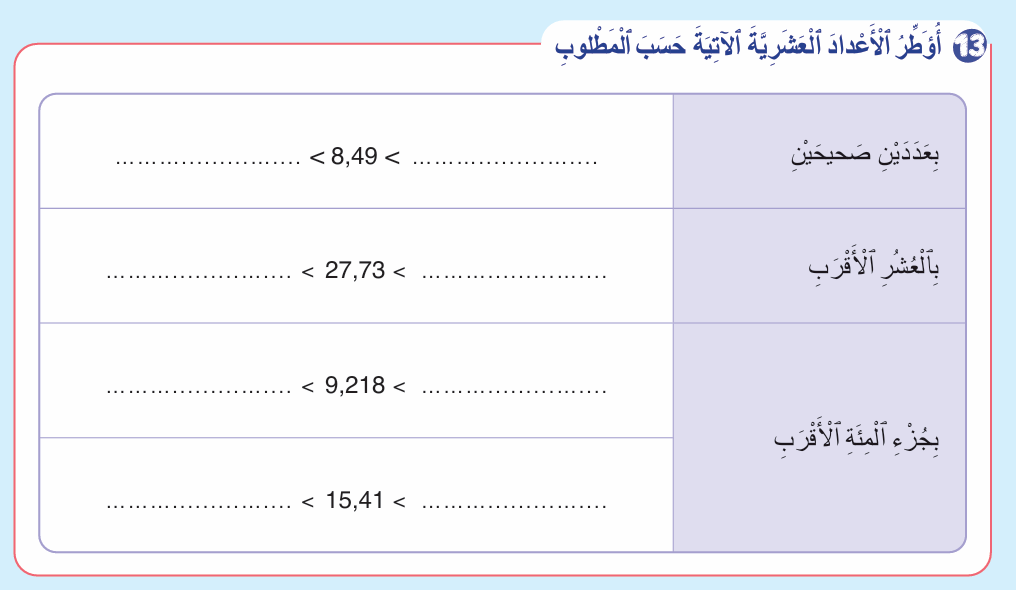 13 أُؤَطِّرُ ٱلْأَعْدادَ ٱلْعَشَرِيَّةَ ٱلْآتِيَةَ حَسَبَ ٱلْمَطْلوبِ
بِعَدَدَيْنِ صَحيحَيْنِ
........................ < 8,49 < ........................
بِٱلْعُشُرِ ٱلْأَقْرَبِ
........................ < 27,73 < ........................
بِجُزْءِ ٱلْمِئَةِ ٱلْأَقْرَبِ
........................ < 9,218 < ........................
........................ < 15,41 < ........................